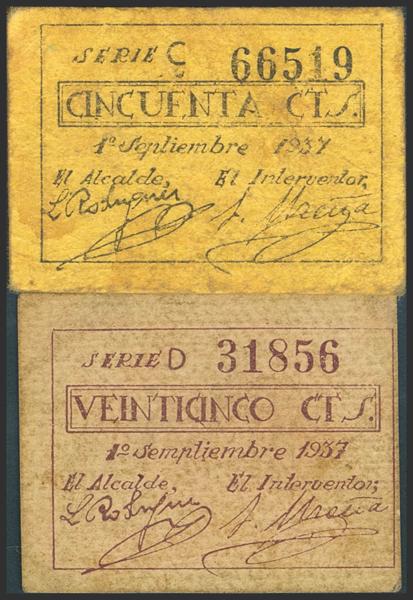 SERIE C 66519
CINCUENTA CTS.
1º Septiembre 1937
El Alcalde, El Interventor,
SERIE D 31856
VEINTICINCO CTS.
1º Semptiembre 1937
El Alcalde, El Interventor,